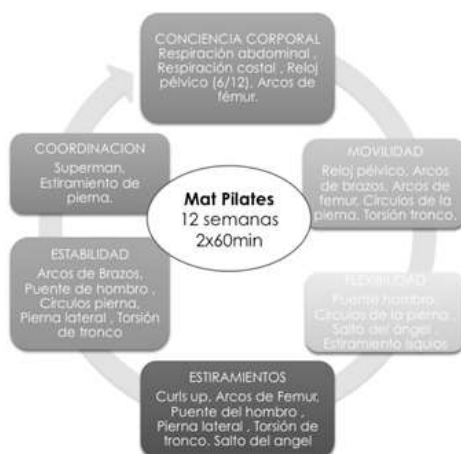 CONCIENCIA CORPORAL
Respiración abdominal ,
Respiración costal , Reloj
pélvico (6/12), Arcos de
fémur.
MOVILIDAD
Reloj pélvico, Arcos
de brazos, Arcos de
femur, Círculos de la
pierna, Torsión tronco.
FLEXIBILIDAD
Puente hombro,
Círculos de la pierna
, Salto del ángel ,
Estiramiento isquios
ESTIRAMIENTOS
Curls up, Arcos de Femur,
Puente del hombro ,
Pierna lateral , Torsión de
tronco, Salto del angel
ESTABILIDAD
Arcos de Brazos,
Puente de hombro ,
Círculos pierna,
Pierna lateral , Torsión
de tronco
COORDINACION
Superman,
Estiramiento de
pierna.
Mat Pilates
12 semanas
2x60min